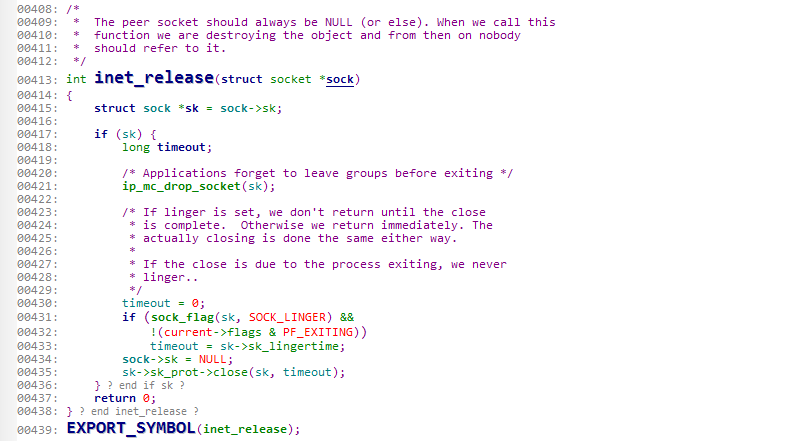 00408: /*
00409:  *  The peer socket should always be NULL (or else). When we call this
00410:  *  function we are destroying the object and from then on nobody
00411:  *  should refer to it.
00412:  */
00413: int inet_release(struct socket *sock)
00414: {
00415:     struct sock *sk = sock->sk;
00416:
00417:     if (sk) {
00418:         long timeout;
00419:
00420:         /* Applications forget to leave groups before exiting */
00421:         ip_mc_drop_socket(sk);
00422:
00423:         /* If linger is set, we don't return until the close
00424:          * is complete.  Otherwise we return immediately. The
00425:          * actually closing is done the same either way.
00426:          *
00427:          * If the close is due to the process exiting, we never
00428:          * linger..
00429:          */
00430:         timeout = 0;
00431:         if (sock_flag(sk, SOCK_LINGER) &&
00432:             !(current->flags & PF_EXITING))
00433:             timeout = sk->sk_lingertime;
00434:         sock->sk = NULL;
00435:         sk->sk_prot->close(sk, timeout);
00436:     } ? end if sk ?
00437:     return 0;
00438: } ? end inet_release ?
00439: EXPORT_SYMBOL(inet_release);